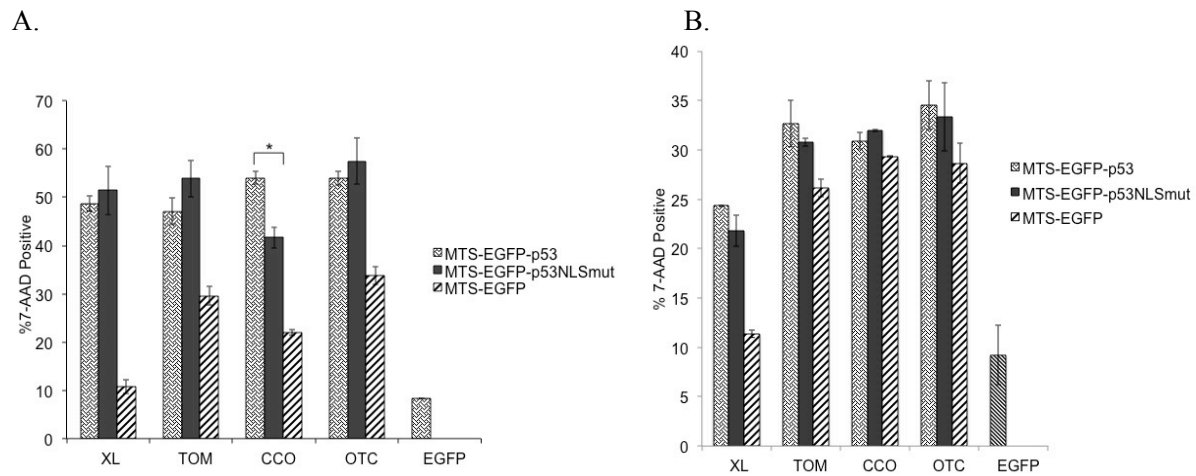 A.
70
60
50
40
30
20
10
0
%7-AAD Positive
*
XL TOM CCO OTC EGFP
MTS-EGFP-p53
MTS-EGFP-p53NLSmut
MTS-EGFP
B.
40
35
30
25
20
15
10
5
0
% 7-AAD Positive
XL TOM CCO OTC EGFP
MTS-EGFP-p53
MTS-EGFP-p53NLSmut
MTS-EGFP